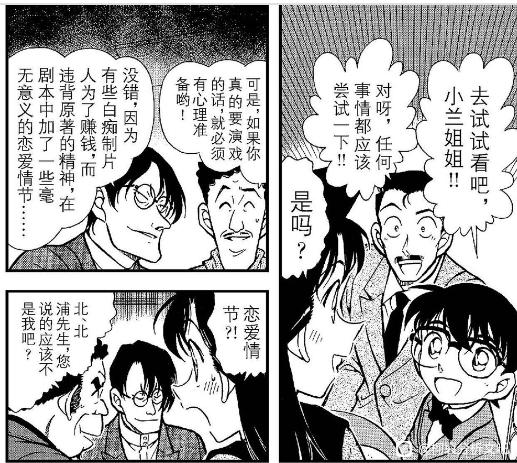 去试试看吧，
小兰姐姐!!
对呀，任何
事情都应该
尝试一下!!
是吗？
可是，如果你
真的要演戏
的话，就必须
有心理准
备哟！
没错，因为
有些白痴制片
人为了赚钱，而
违背原著的精神，在
剧本中加了一些毫
无意义的恋爱情节……
恋爱情
节?!
北、北
浦先生，您
说的应该不
是我吧？